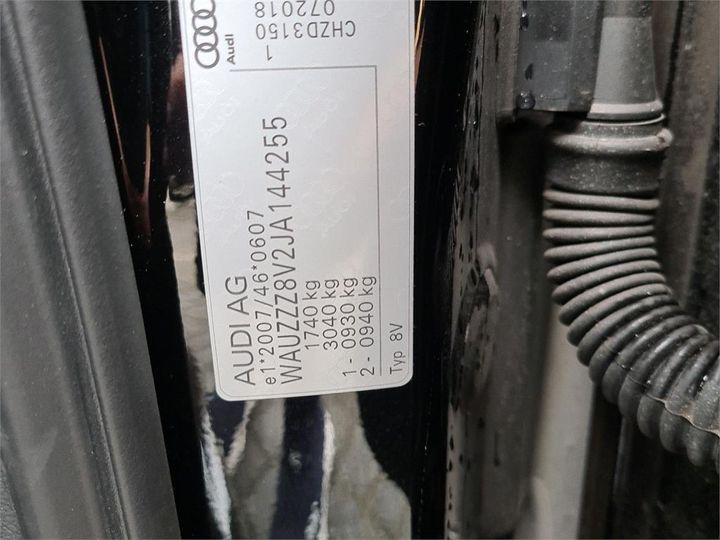 AUDI AG
e1*2007/46*0607
WAUZZZ8V2JA144255
1740 kg
3040 kg
1 - 0930 kg
2 - 0940 kg
Typ 8V
Audi
1
CHZD3150
072018